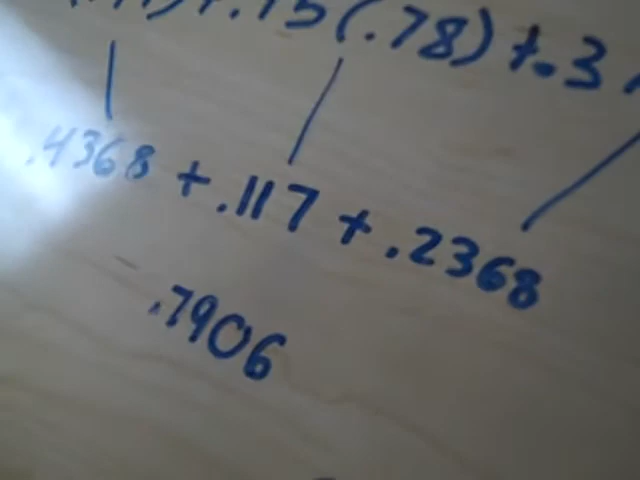 .15(.78) + .3
.4368 + .117 + .2368
.7906